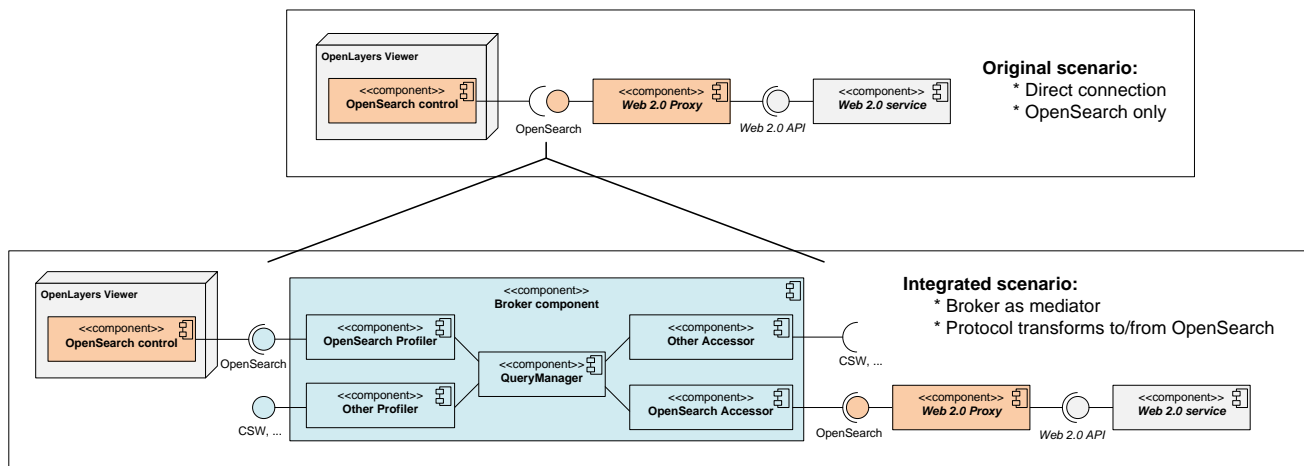 OpenLayers Viewer
<<component>>
OpenSearch control
OpenSearch
<<component>>
Web 2.0 Proxy
Web 2.0 API
<<component>>
Web 2.0 service
Original scenario:
* Direct connection
* OpenSearch only
OpenLayers Viewer
<<component>>
OpenSearch control
OpenSearch
CSW, ...
<<component>>
Broker component
<<component>>
OpenSearch Profiler
<<component>>
Other Profiler
<<component>>
QueryManager
<<component>>
Other Accessor
<<component>>
OpenSearch Accessor
CSW, ...
OpenSearch
<<component>>
Web 2.0 Proxy
Web 2.0 API
<<component>>
Web 2.0 service
Integrated scenario:
* Broker as mediator
* Protocol transforms to/from OpenSearch